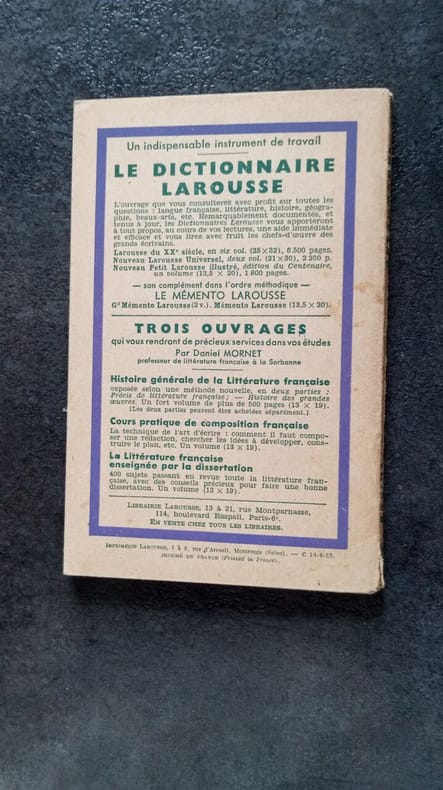 Un indispensable instrument de travail
LE DICTIONNAIRE
LAROUSSE
L'ouvrage que vous consulterez avec profit sur toutes les
questions : langue française, littérature, histoire, géogra-
phie, beaux-arts, etc. Remarquablement documentés, et
tenus à jour, les Dictionnaires Larousse vous apporteront
à tout propos, au cours de vos lectures, une aide immédiate
et efficace et vous lirez avec fruit les chefs-d'œuvre des
grands écrivains.
Larousse du XXe siècle, en six vol. (25×32), 6.500 pages.
Nouveau Larousse Universel, deux vol. (21×30), 2 200 p.
Nouveau Petit Larousse illustré, édition du Centenaire,
un volume (13,5 × 20), 1 800 pages.
— son complément dans l'ordre méthodique —
LE MÉMENTO LAROUSSE
Gd Mémento Larousse (2 v.). Mémento Larousse (13,5 × 20).
TROIS OUVRAGES
qui vous rendront de précieux services dans vos études
Par Daniel MORNET
professeur de littérature française à la Sorbonne
Histoire générale de la Littérature française
exposée selon une méthode nouvelle, en deux parties :
Précis de littérature française; — Histoire des grandes
œuvres. Un fort volume de plus de 500 pages (13 × 19).
(Les deux parties peuvent être achetées séparément.)
Cours pratique de composition française
La technique de l'art d'écrire : comment il faut compo-
ser une rédaction, chercher les idées à développer, cons-
truire le plan, etc. Un volume (13 × 19).
La Littérature française
enseignée par la dissertation
400 sujets passant en revue toute la littérature fran-
çaise, avec des conseils précieux pour faire une bonne
dissertation. Un volume (13 × 19).
LIBRAIRIE LAROUSSE, 13 à 21, rue Montparnasse,
114, boulevard Raspail, Paris-6e.
EN VENTE CHEZ TOUS LES LIBRAIRES.
IMPRIMERIE LAROUSSE, 1 à 9, rue d'Arcueil, Montrouge (Seine). — C 14-5-52.
IMPRIMÉ EN FRANCE (Printed in France).